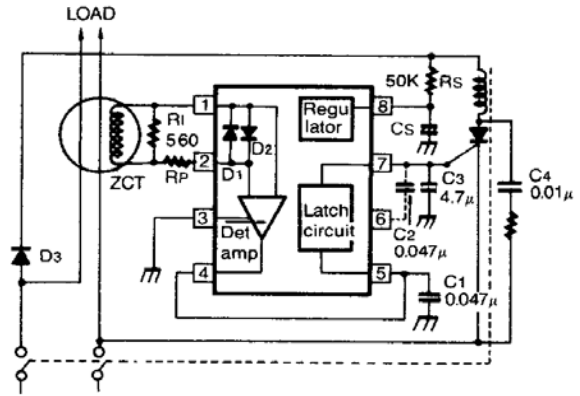 LOAD
ZCT
RI
560
RP
D3
1
2
3
4
D1
D2
Det
amp
Regu
lator
Latch
circuit
8
7
6
5
50K
RS
CS
C2
0.047μ
C3
4.7μ
C1
0.047μ
C4
0.01μ